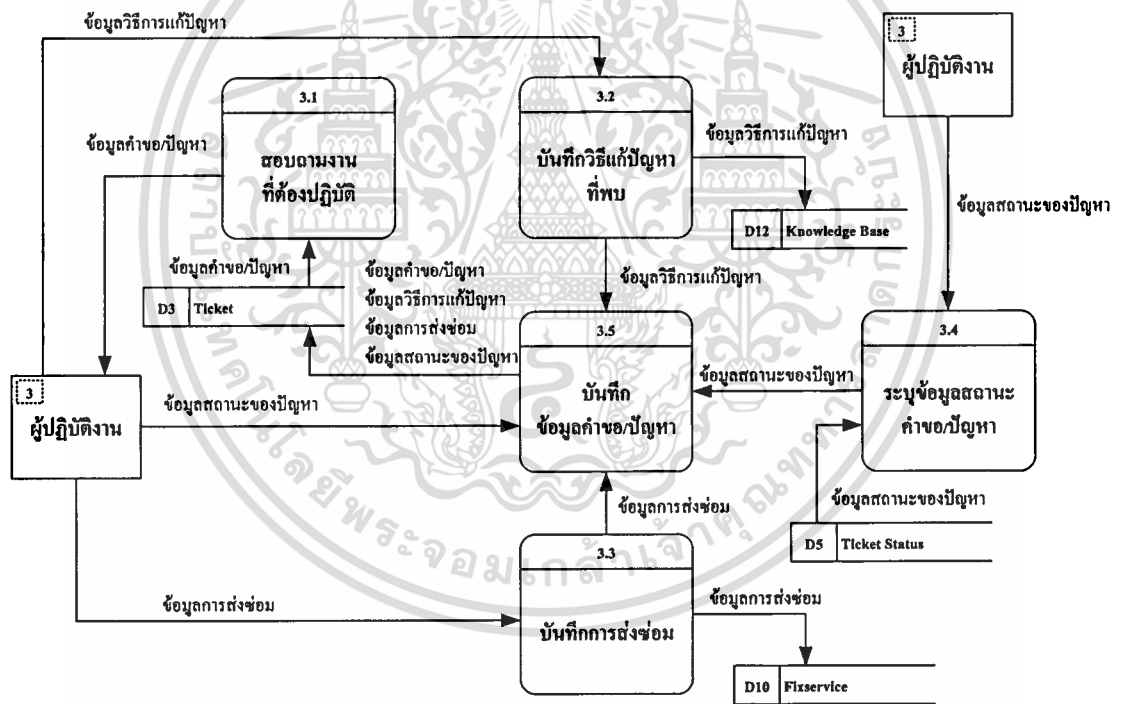 ข้อมูลวิธีการแก้ปัญหา
3
ผู้ปฏิบัติงาน
3.1
สอบถามงาน
ที่ต้องปฏิบัติ
3.2
บันทึกวิธีแก้ปัญหา
ที่พบ
ข้อมูลวิธีการแก้ปัญหา
ข้อมูลคำขอ/ปัญหา
ข้อมูลสถานะของปัญหา
D12 Knowledge Base
ข้อมูลคำขอ/ปัญหา
D3 Ticket
ข้อมูลคำขอ/ปัญหา
ข้อมูลวิธีการแก้ปัญหา
ข้อมูลการส่งซ่อม
ข้อมูลสถานะของปัญหา
ข้อมูลวิธีการแก้ปัญหา
3.5
บันทึก
ข้อมูลคำขอ/ปัญหา
ข้อมูลสถานะของปัญหา
3.4
ระบุข้อมูลสถานะ
คำขอ/ปัญหา
3
ผู้ปฏิบัติงาน
ข้อมูลสถานะของปัญหา
ข้อมูลสถานะของปัญหา
D5 Ticket Status
ข้อมูลการส่งซ่อม
3.3
บันทึกการส่งซ่อม
ข้อมูลการส่งซ่อม
ข้อมูลการส่งซ่อม
D10 Fixservice